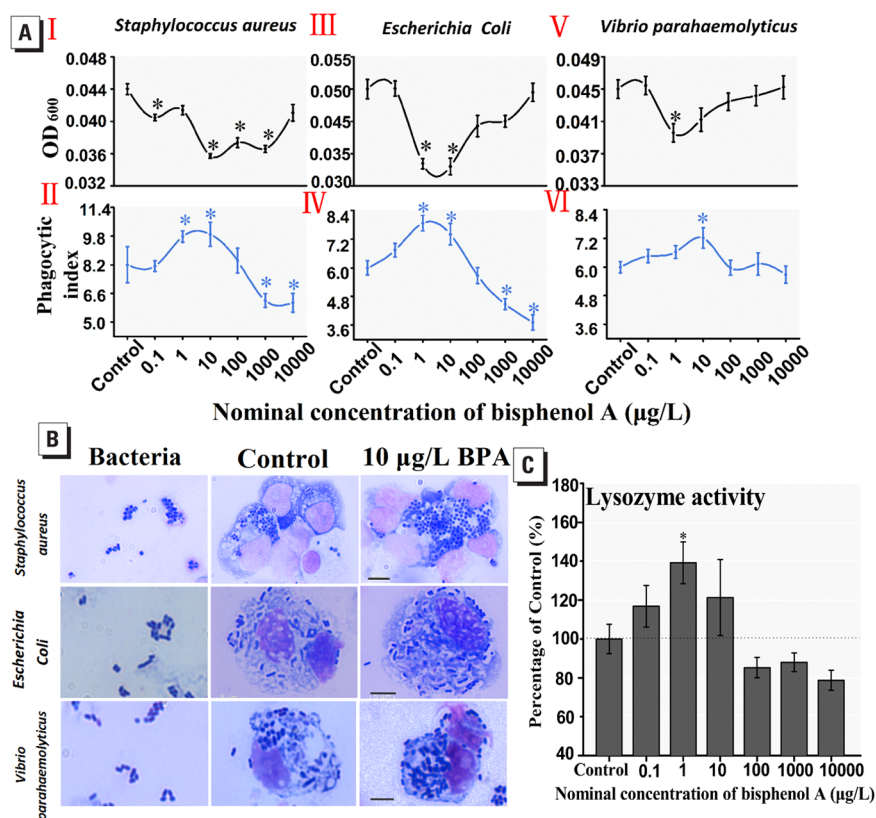 A
I
Staphylococcus aureus
III
Escherichia Coli
V
Vibrio parahaemolyticus
OD 600
0.048
0.044
0.040
0.036
0.032
*
*
*
*
0.055
0.050
0.045
0.035
0.030
*
*
0.049
0.045
0.041
0.037
0.033
*
II
IV
VI
Phagocytic
index
11.4
9.8
8.2
6.6
5.0
*
*
*
*
8.4
7.2
6.0
4.8
3.6
*
*
*
*
8.4
7.2
6.0
4.8
3.6
*
Control
0.1
1
10
100
1000
10000
Control
0.1
1
10
100
1000
10000
Control
0.1
1
10
100
1000
10000
Nominal concentration of bisphenol A (μg/L)
B
Bacteria
Control
10 μg/L BPA
Staphylococcus
aureus
Escherichia
Coli
Vibrio
parahaemolyticus
C
Lysozyme activity
Percentage of Control (%)
180
160
140
120
100
80
60
40
*
Control
0.1
1
10
100
1000
10000
Nominal concentration of bisphenol A (μg/L)